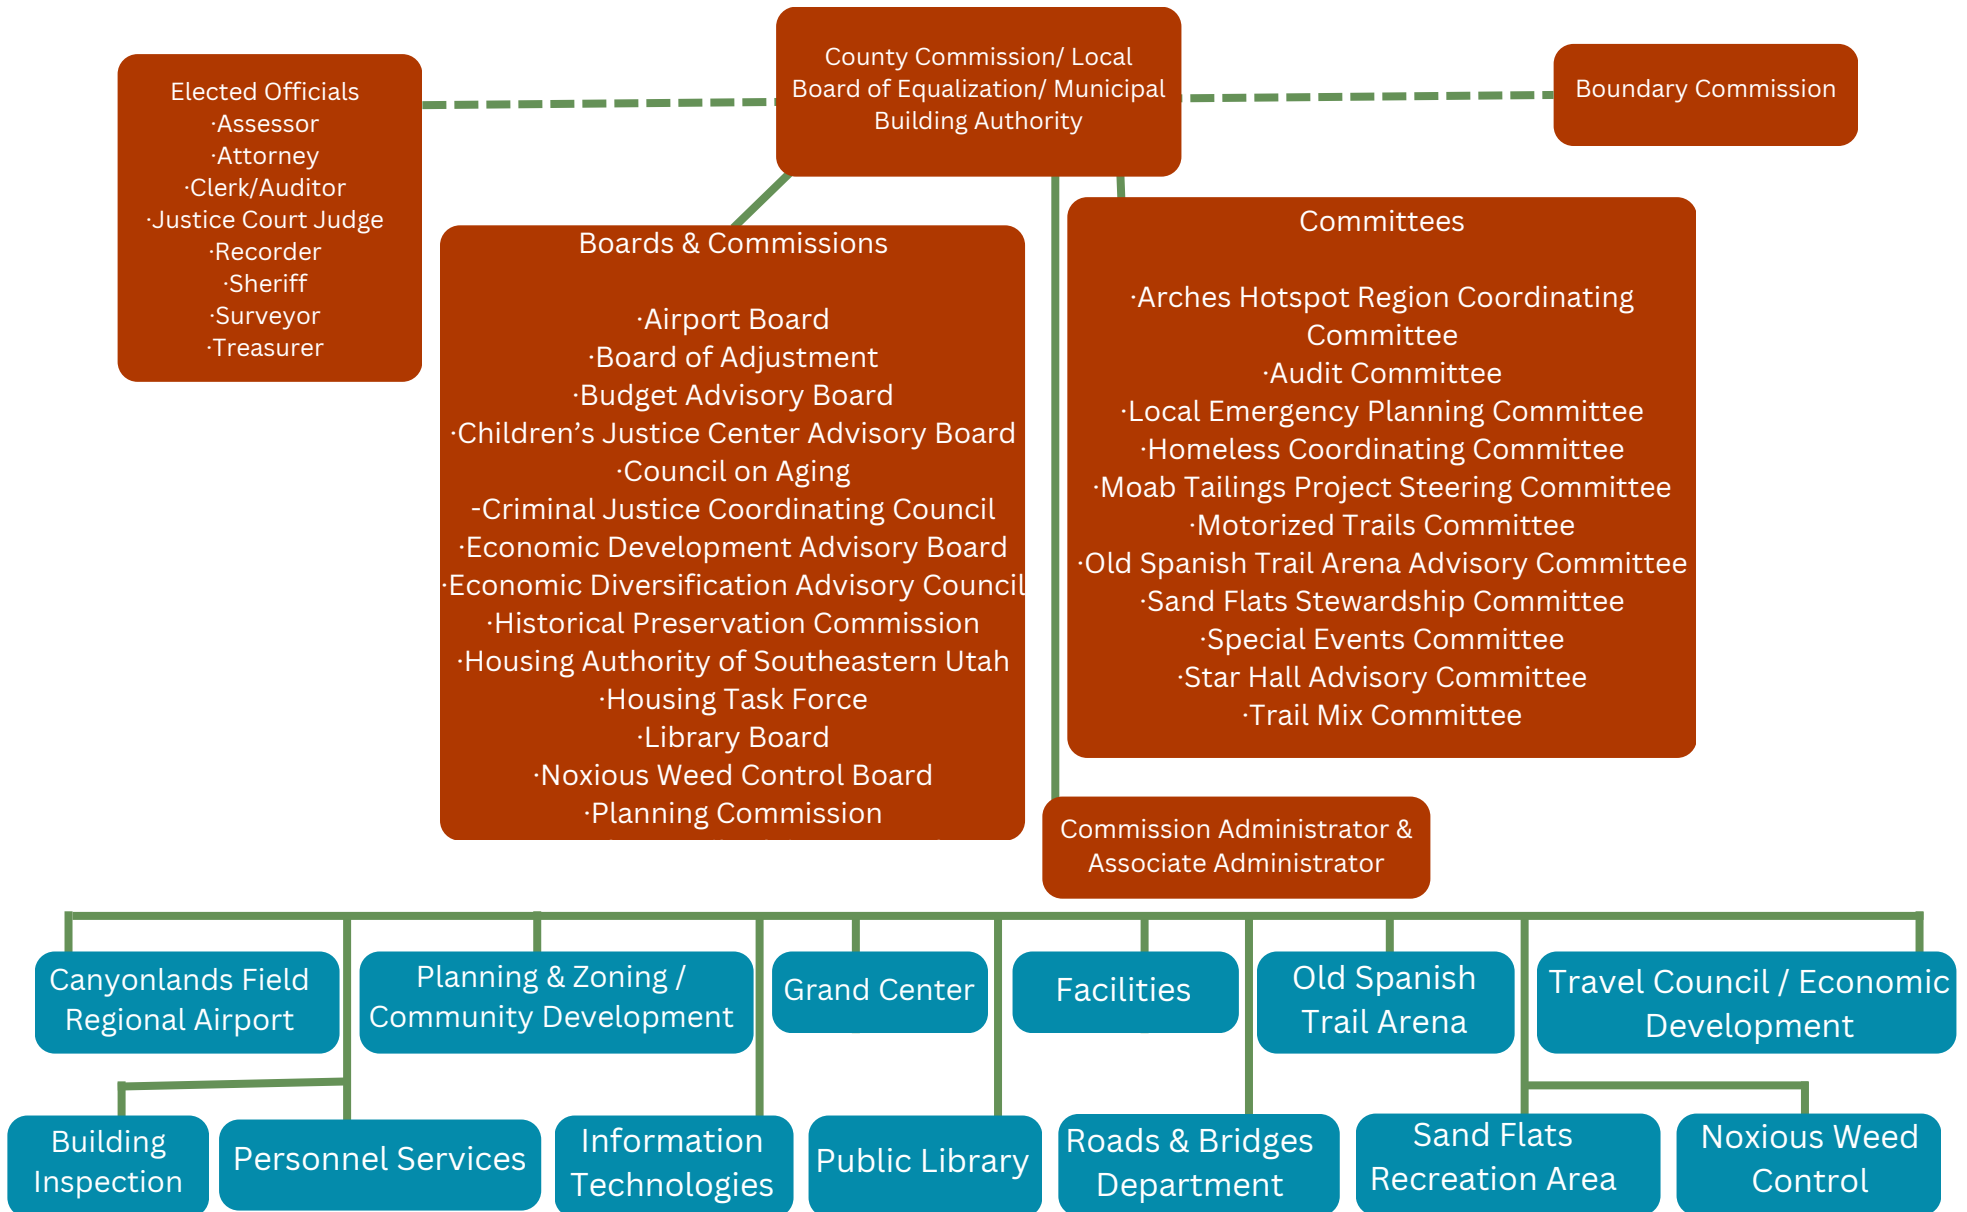 County Commission/ Local
Board of Equalization/ Municipal
Building Authority
Elected Officials
·Assessor
·Attorney
·Clerk/Auditor
·Justice Court Judge
·Recorder
·Sheriff
·Surveyor
·Treasurer
Boundary Commission
Boards & Commissions
·Airport Board
·Board of Adjustment
·Budget Advisory Board
·Children’s Justice Center Advisory Board
·Council on Aging
-Criminal Justice Coordinating Council
·Economic Development Advisory Board
·Economic Diversification Advisory Council
·Historical Preservation Commission
·Housing Authority of Southeastern Utah
·Housing Task Force
·Library Board
·Noxious Weed Control Board
·Planning Commission
Committees
·Arches Hotspot Region Coordinating
Committee
·Audit Committee
·Local Emergency Planning Committee
·Homeless Coordinating Committee
·Moab Tailings Project Steering Committee
·Motorized Trails Committee
·Old Spanish Trail Arena Advisory Committee
·Sand Flats Stewardship Committee
·Special Events Committee
·Star Hall Advisory Committee
·Trail Mix Committee
Commission Administrator &
Associate Administrator
Canyonlands Field
Regional Airport
Planning & Zoning /
Community Development
Grand Center
Facilities
Old Spanish
Trail Arena
Travel Council / Economic
Development
Building
Inspection
Personnel Services
Information
Technologies
Public Library
Roads & Bridges
Department
Sand Flats
Recreation Area
Noxious Weed
Control